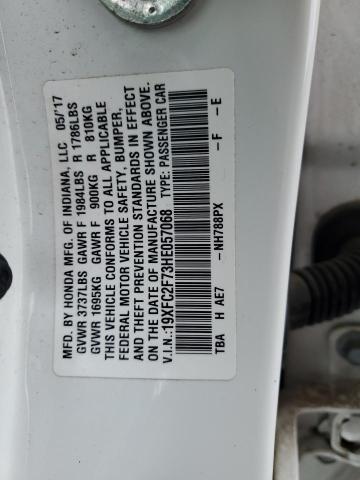 MFD. BY HONDA MFG. OF INDIANA, LLC 05/'17
GVWR 3737LBS GAWR F 1984LBS R 1786LBS
GVWR 1695KG GAWR F 900KG R 810KG
THIS VEHICLE CONFORMS TO ALL APPLICABLE
FEDERAL MOTOR VEHICLE SAFETY, BUMPER,
AND THEFT PREVENTION STANDARDS IN EFFECT
ON THE DATE OF MANUFACTURE SHOWN ABOVE.
V.I.N.:19XFC2F73HE057068 TYPE: PASSENGER CAR
TBA H AE7 -NH788PX -F -E